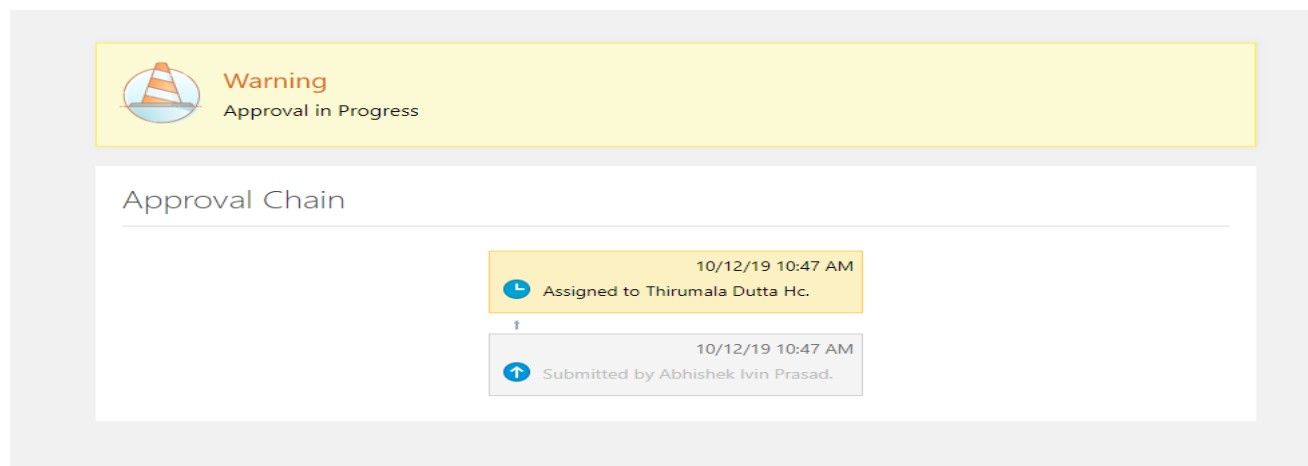 Warning
Approval in Progress
Approval Chain
10/12/19 10:47 AM
Assigned to Thirumala Dutta Hc.
10/12/19 10:47 AM
Submitted by Abhishek Ivin Prasad.